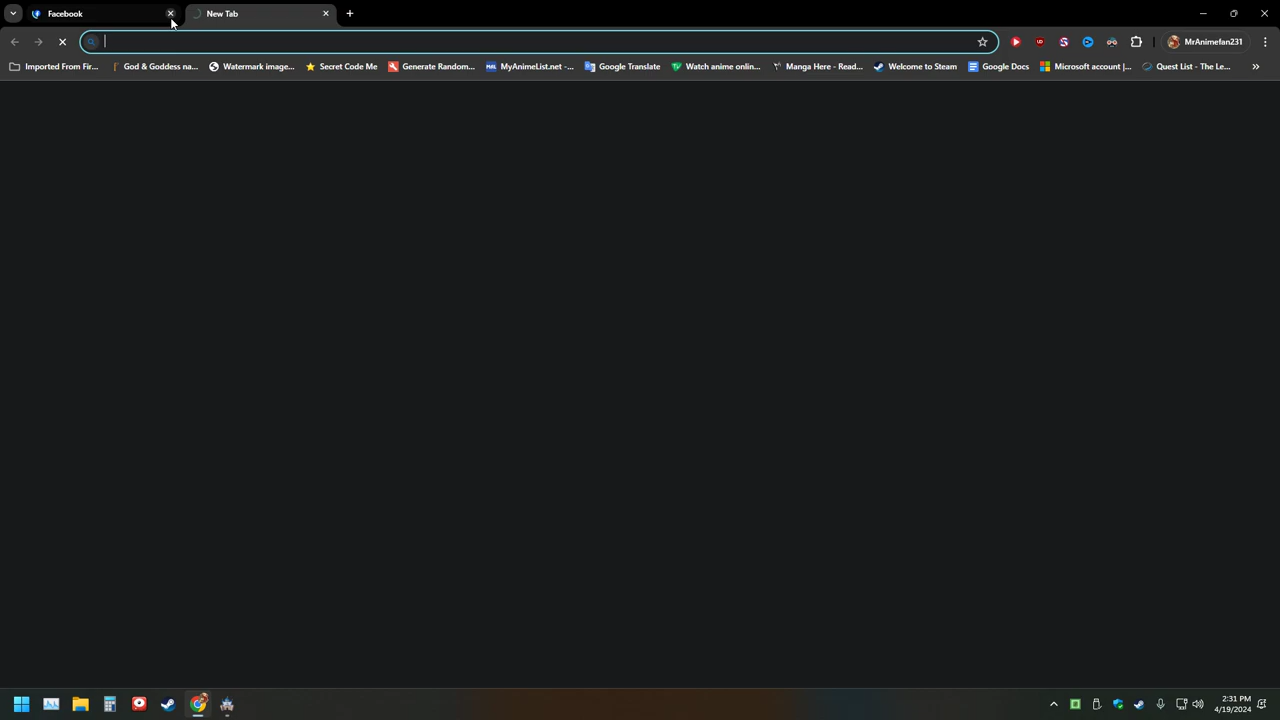 Facebook
New Tab
MrAnimefan231
Imported From Fir...
God & Goddess na...
Watermark image...
Secret Code Me
Generate Random...
MyAnimeList.net -...
Google Translate
Watch anime onlin...
Manga Here - Read...
Welcome to Steam
Google Docs
Microsoft account |...
Quest List - The Le...
2:31 PM
4/19/2024